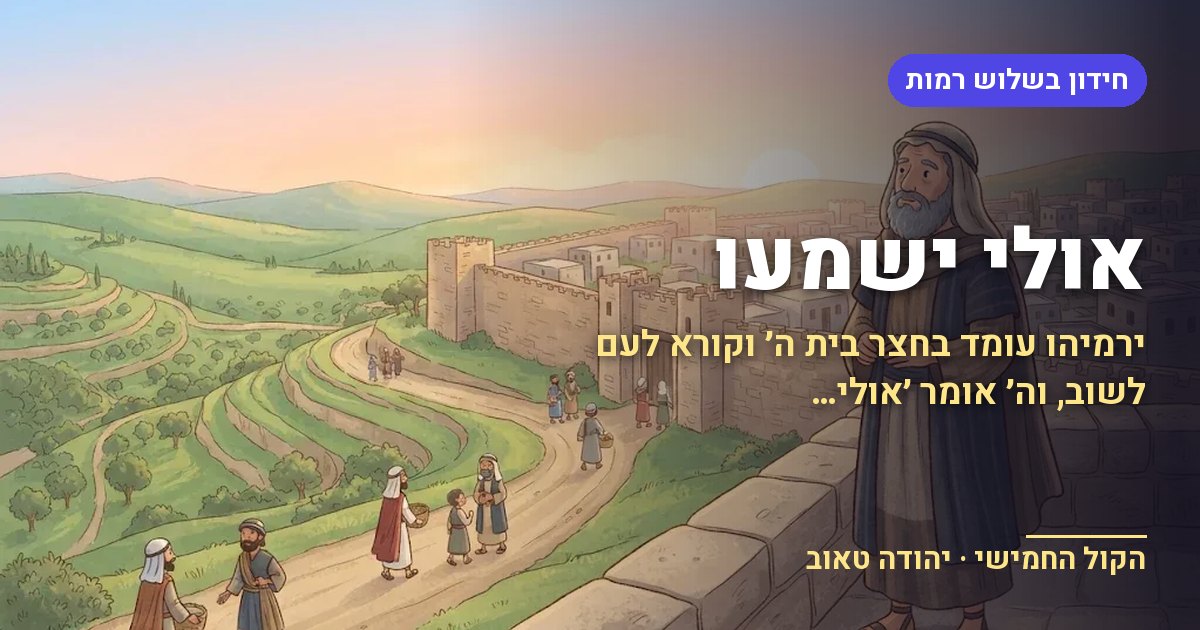 חידון בשלוש רמות
אולי ישמעו
ירמיהו עומד בחצר בית ה׳ וקורא לעם
לשוב, וה׳ אומר ׳אולי...
הקול החמישי · יהודה טאוב